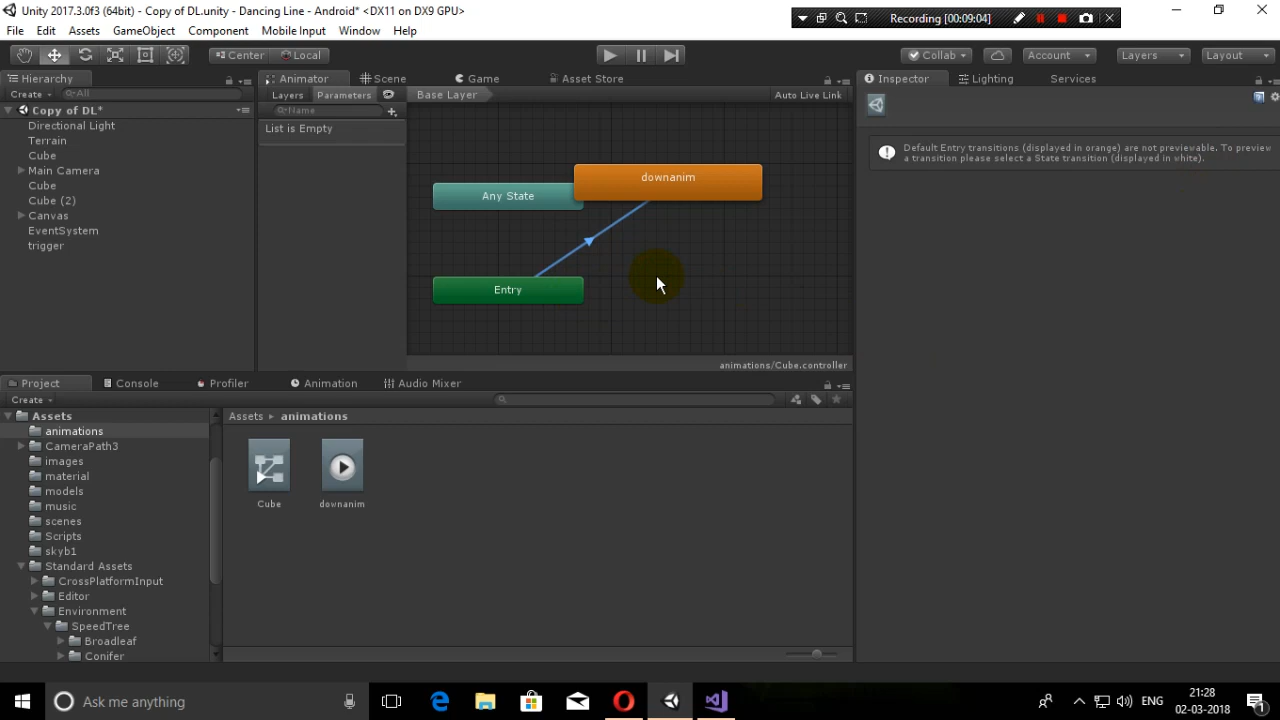 Unity 2017.3.0f3 (64bit) - Copy of DL.unity - Dancing Line - Android* <DX11 on DX9 GPU>
Recording [00:09:04]
File Edit Assets GameObject Component Mobile Input Window Help
Center Local
Collab Account Layers Layout
Hierarchy
Create All
Copy of DL*
Directional Light
Terrain
Cube
Main Camera
Cube
Cube (2)
Canvas
EventSystem
trigger
Animator Scene Game Asset Store
Layers Parameters Base Layer Auto Live Link
Name
List is Empty
downanim
Any State
Entry
animations/Cube.controller
Inspector Lighting Services
Default Entry transitions (displayed in orange) are not previewable. To preview
a transition please select a State transition (displayed in white).
Project Console Profiler Animation Audio Mixer
Create
Assets
animations
CameraPath3
images
material
models
music
scenes
Scripts
skyb1
Standard Assets
CrossPlatformInput
Editor
Environment
SpeedTree
Broadleaf
Conifer
Assets animations
Cube downanim
Ask me anything
ENG
21:28
02-03-2018
1